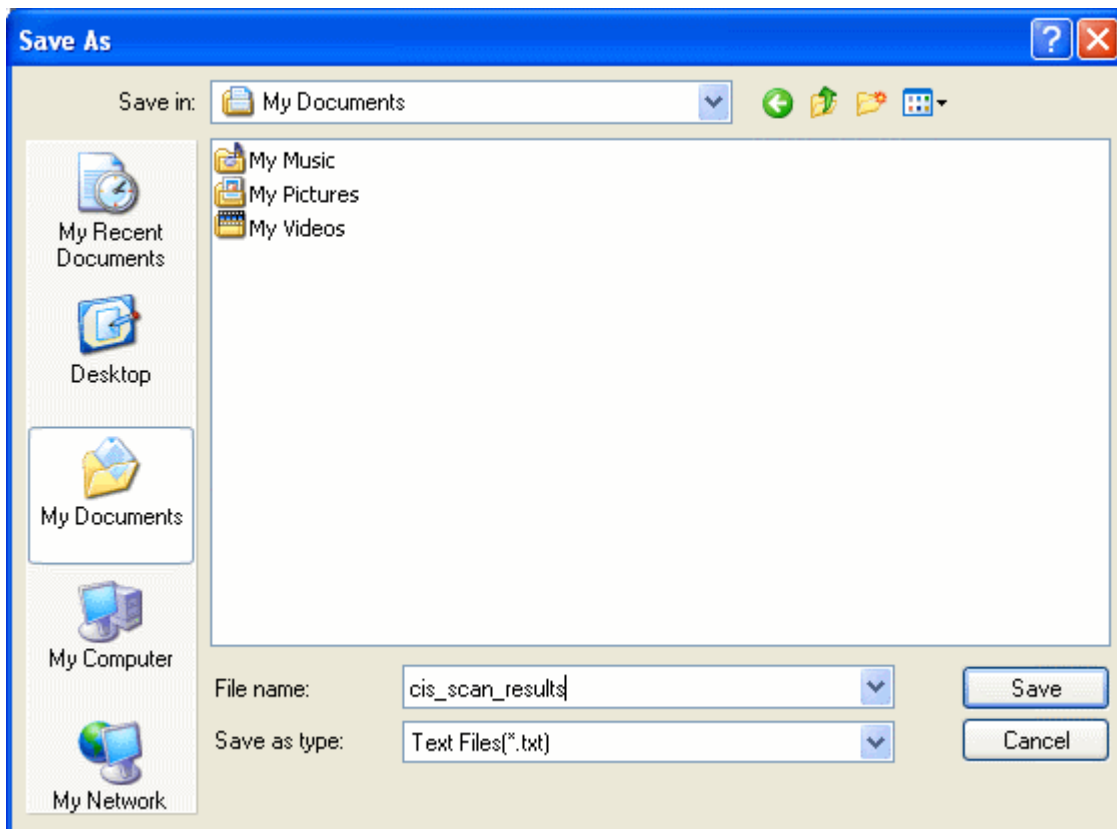 Save As
Save in:
My Documents
My Recent
Documents
Desktop
My Documents
My Computer
My Network
My Music
My Pictures
My Videos
File name:
cis_scan_results
Save
Save as type:
Text Files(*.txt)
Cancel